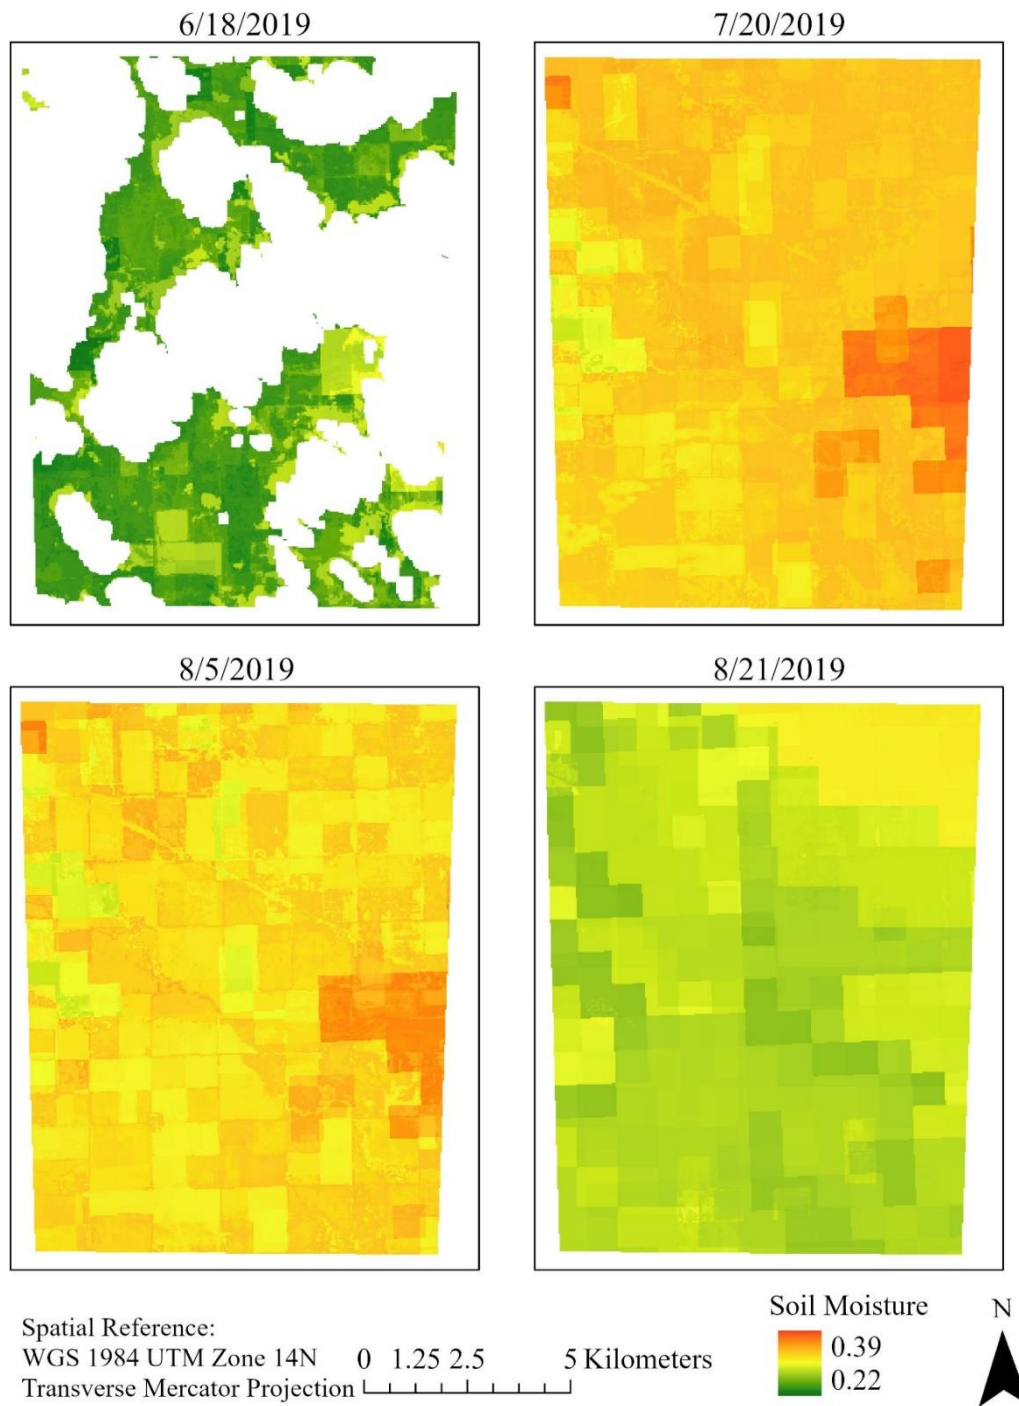 6/18/2019
7/20/2019
8/5/2019
8/21/2019
Spatial Reference:
WGS 1984 UTM Zone 14N
Transverse Mercator Projection
0 1.25 2.5 5 Kilometers
Soil Moisture
0.39
0.22
N